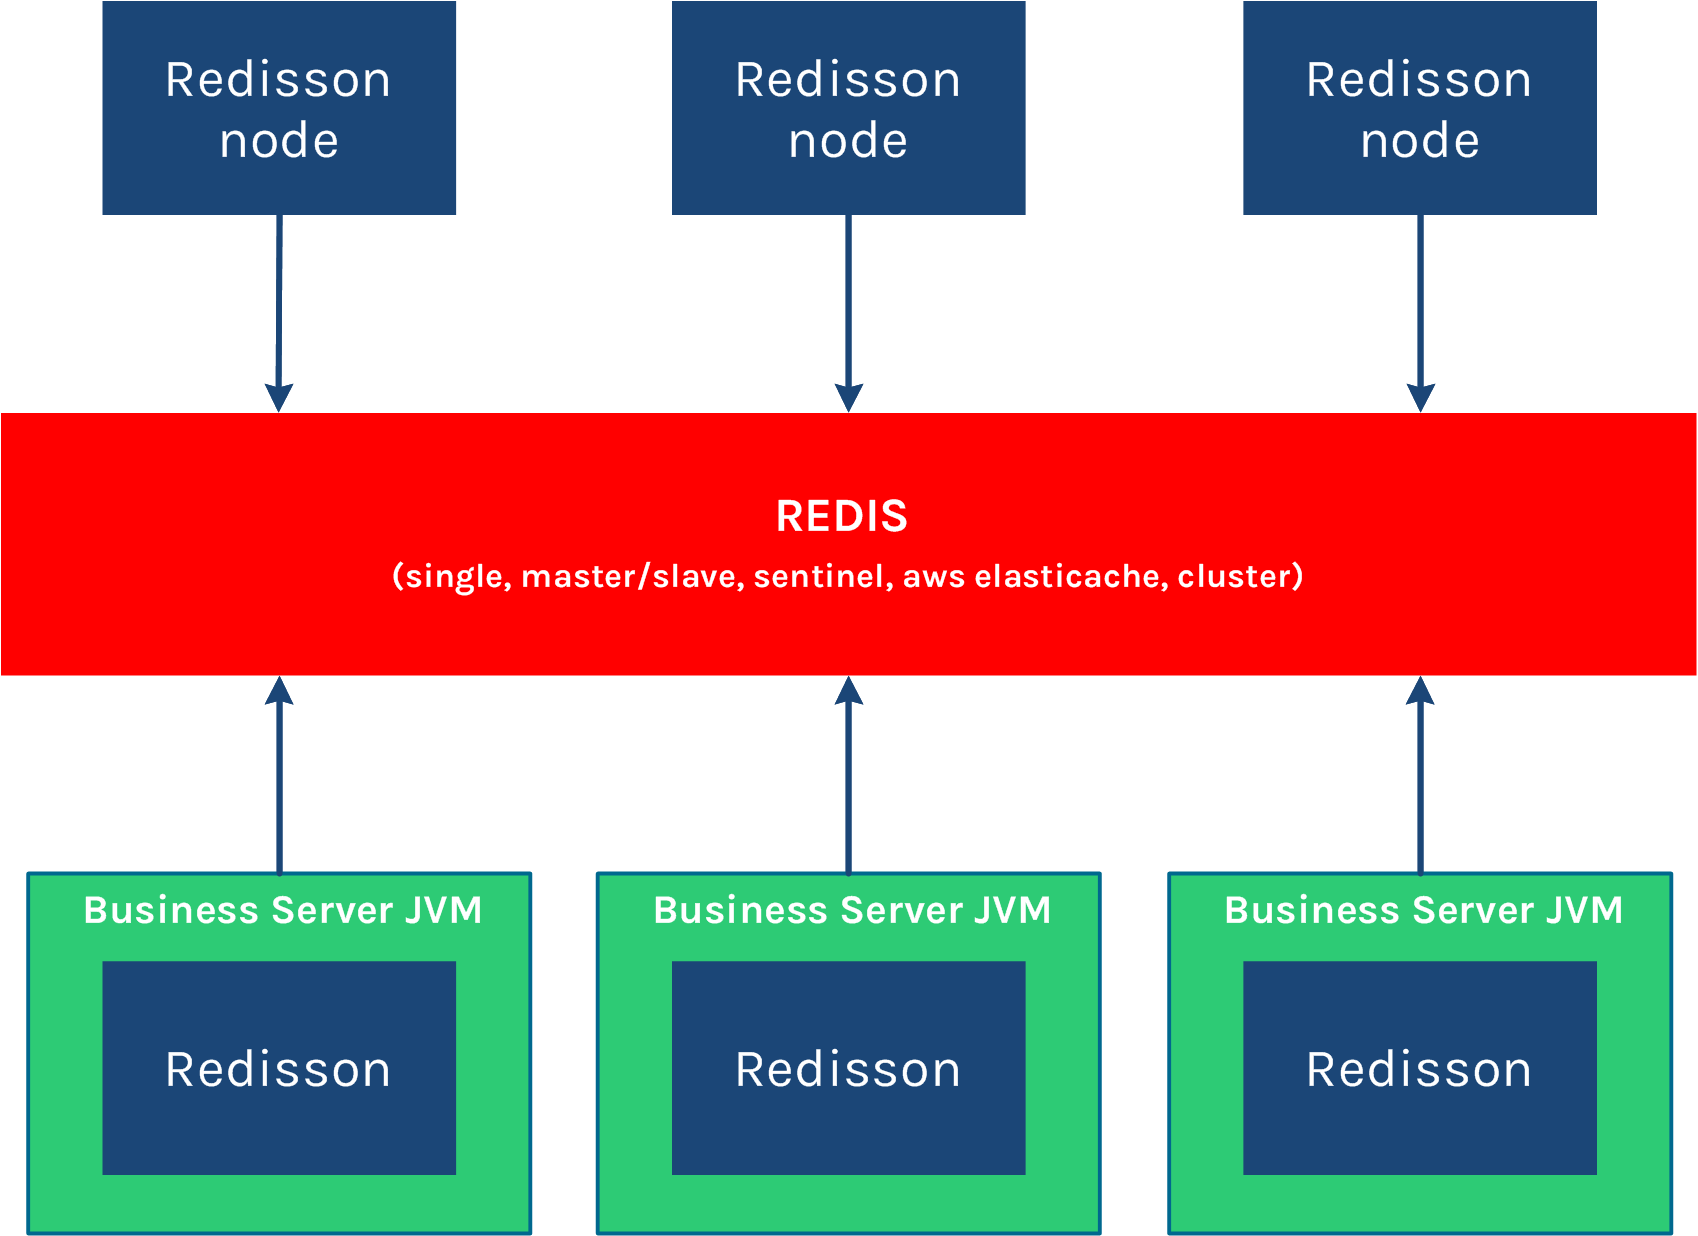 Redisson
node
Redisson
node
Redisson
node
REDIS
(single, master/slave, sentinel, aws elasticache, cluster)
Business Server JVM
Redisson
Business Server JVM
Redisson
Business Server JVM
Redisson